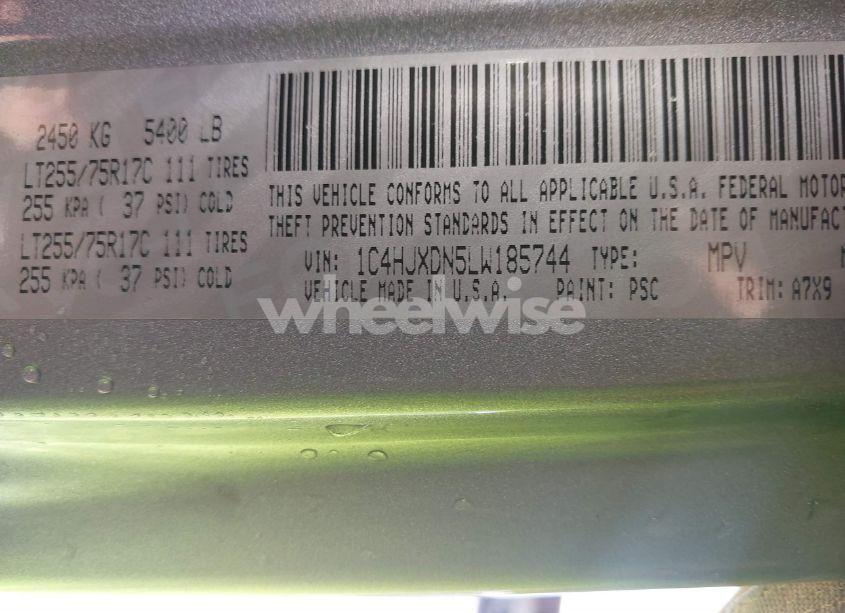 2450 KG 5400 LB
LT255/75R17C 111 TIRES
255 KPA ( 37 PSI) COLD
LT255/75R17C 111 TIRES
255 KPA ( 37 PSI) COLD
THIS VEHICLE CONFORMS TO ALL APPLICABLE U.S.A. FEDERAL MOTOR
THEFT PREVENTION STANDARDS IN EFFECT ON THE DATE OF MANUFACT
VIN: 1C4HJXDN5LW185744 TYPE: MPV
VEHICLE MADE IN U.S.A. PAINT: PSC TRIM: A7X9
wheelwise